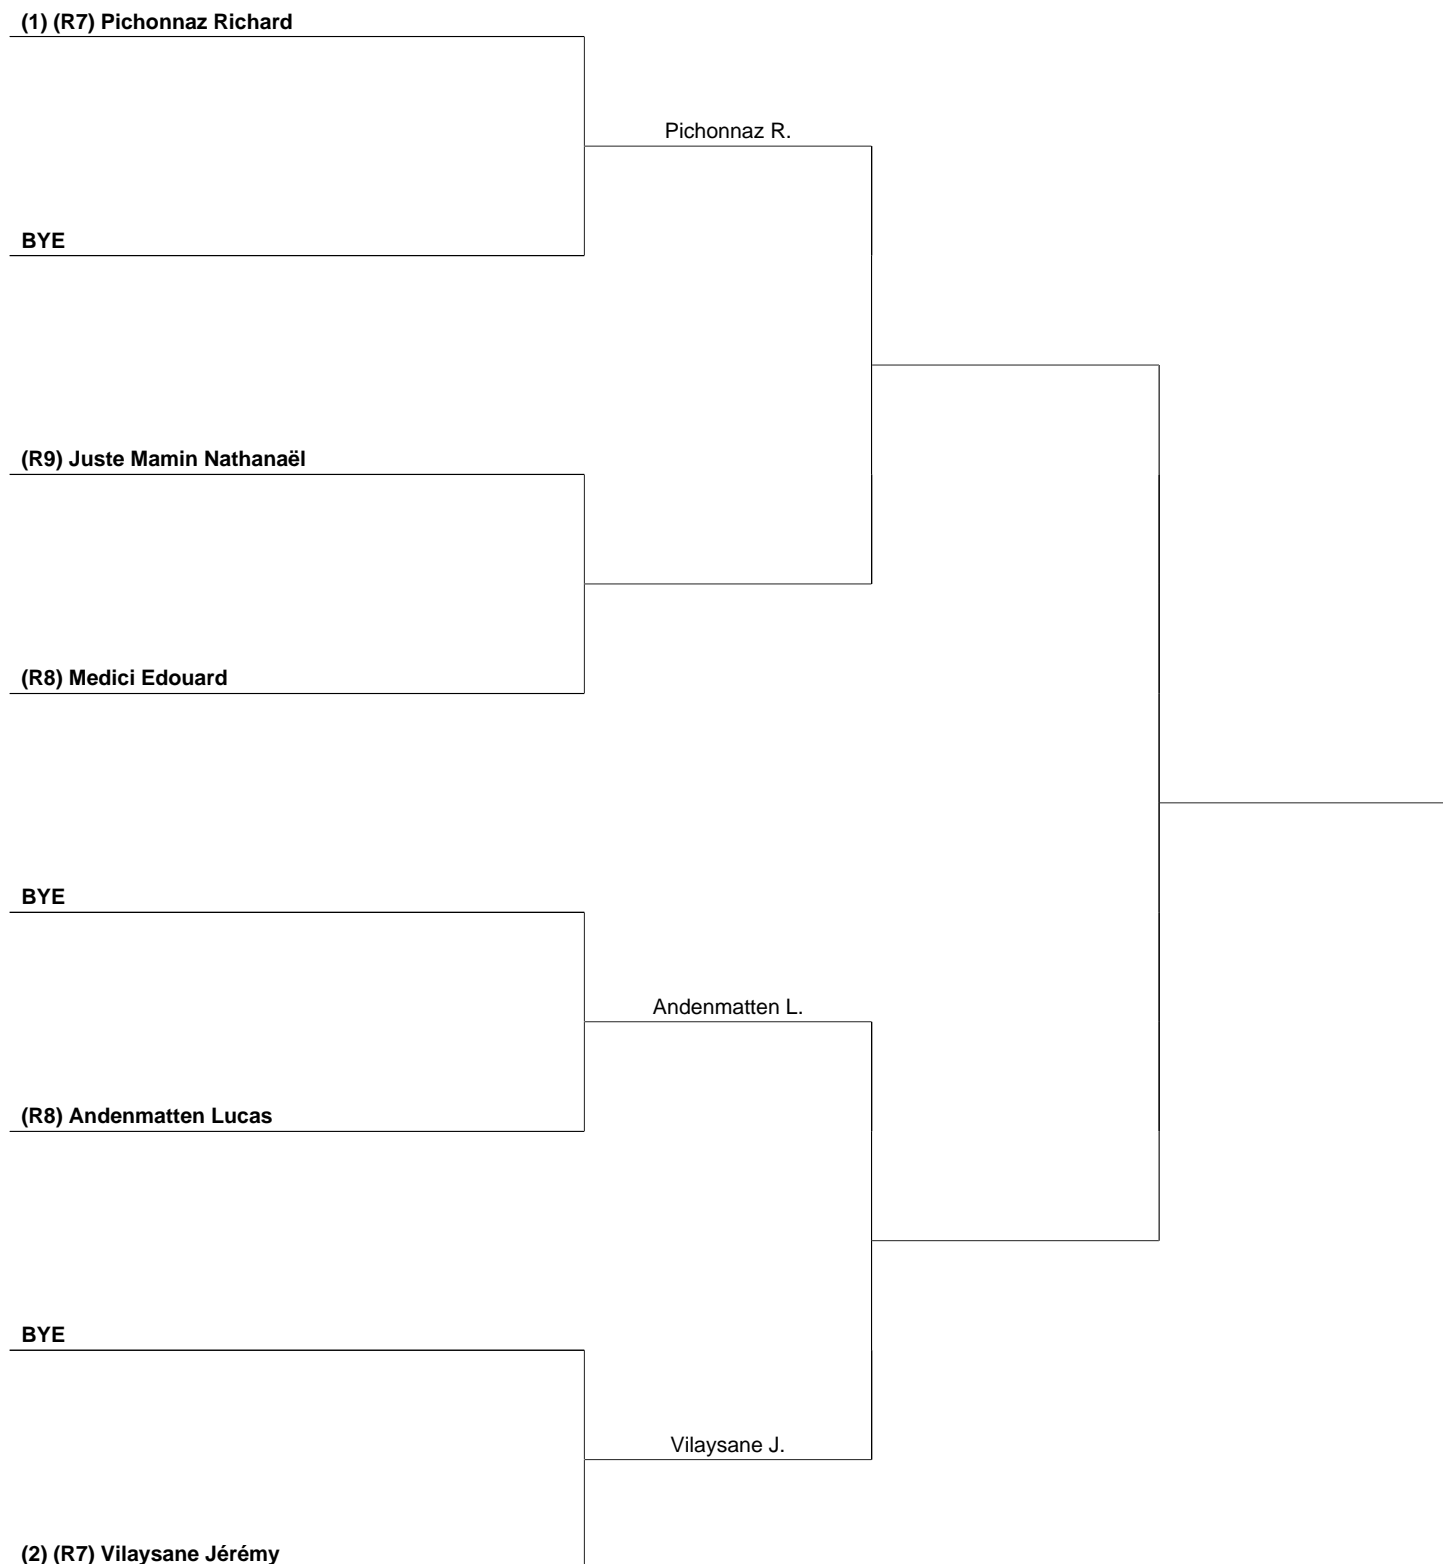 (1) (R7) Pichonnaz Richard
Pichonnaz R.
BYE
(R9) Juste Mamin Nathanaël
(R8) Medici Edouard
BYE
Andenmatten L.
(R8) Andenmatten Lucas
BYE
Vilaysane J.
(2) (R7) Vilaysane Jérémy